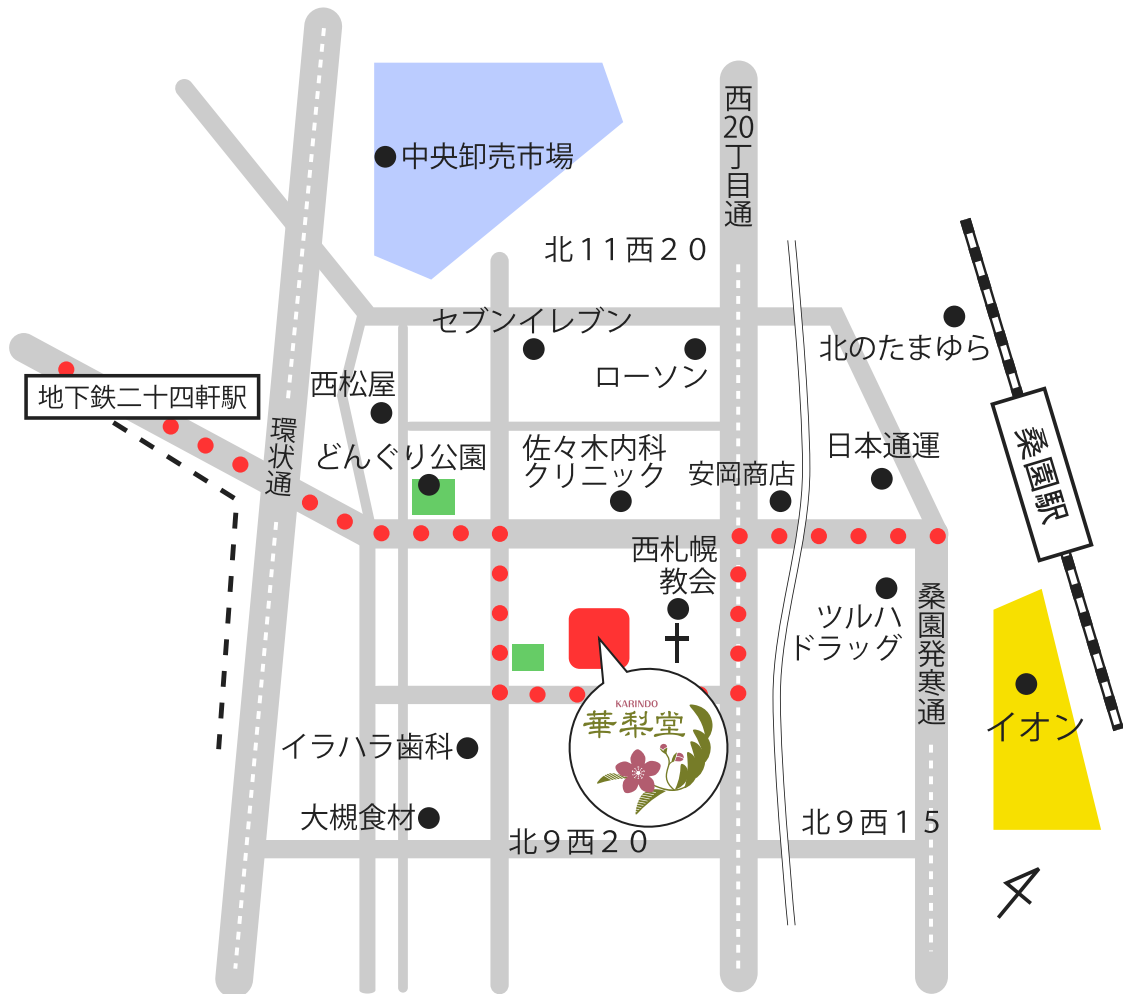 西20丁目通
中央卸売市場
北１１西２０
セブンイレブン
ローソン
北のたまゆら
西松屋
地下鉄二十四軒駅
環状通
どんぐり公園
佐々木内科
クリニック
安岡商店
日本通運
桑園駅
西札幌
教会
ツルハ
ドラッグ
桑園発寒通
イオン
KARINDO
華梨堂
イラハラ歯科
大槻食材
北９西２０
北９西１５